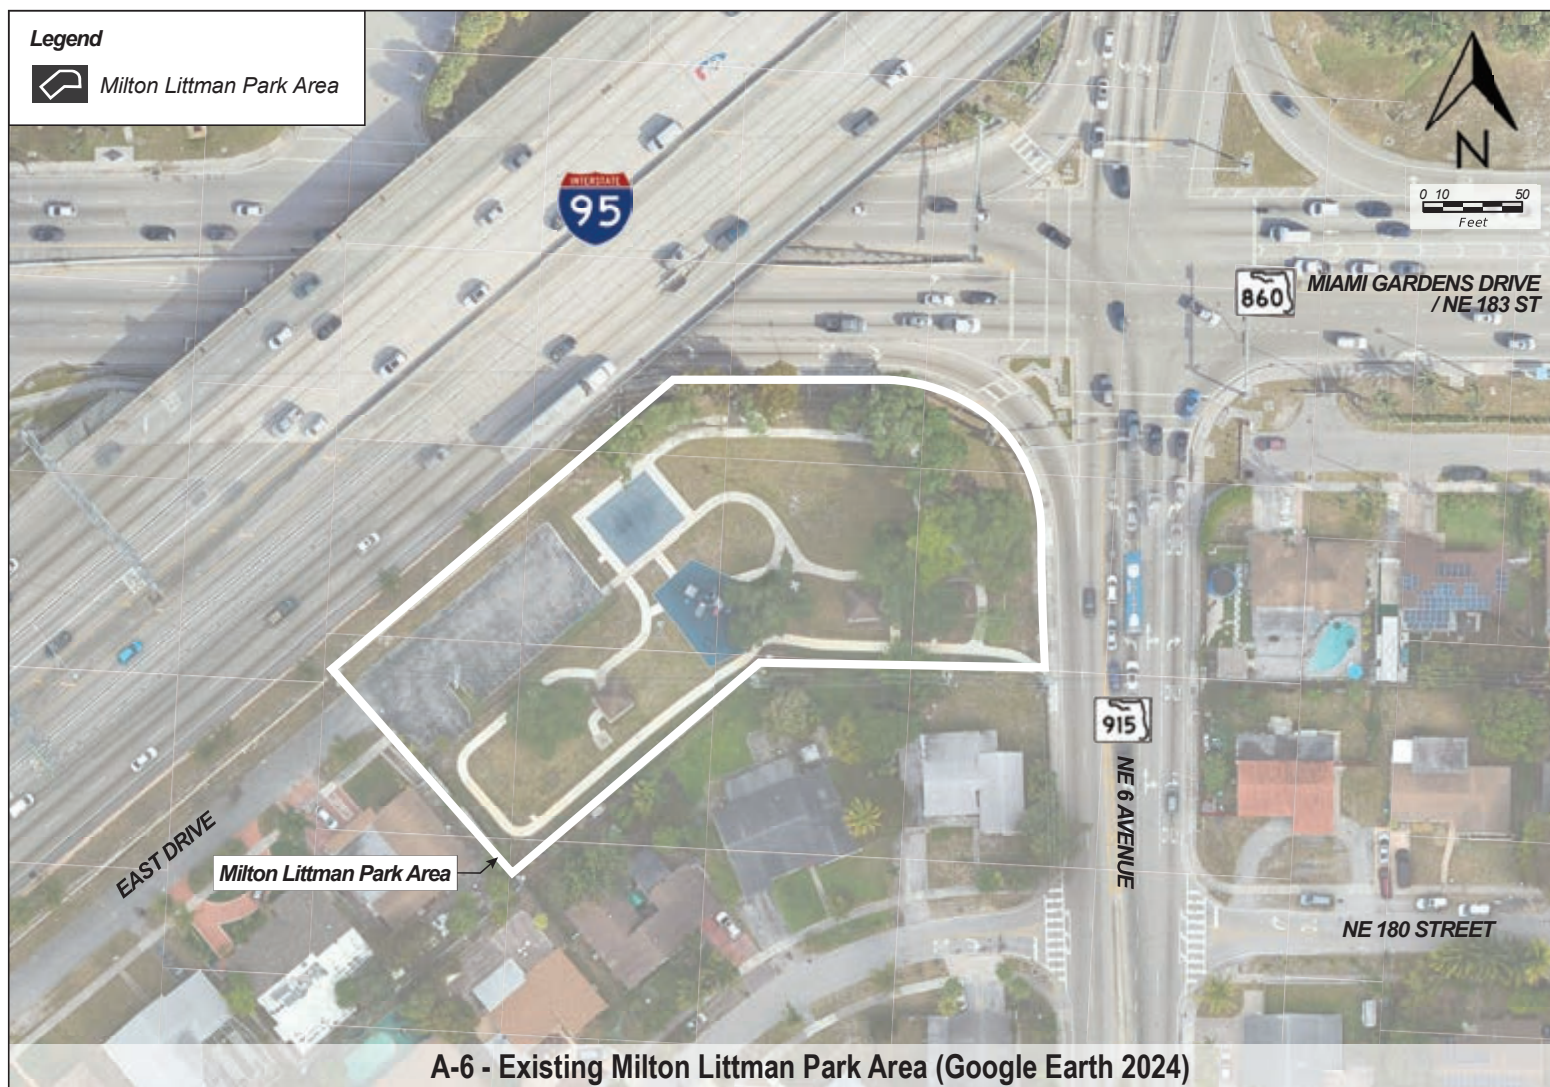 Legend
Milton Littman Park Area
N
0 10 50
Feet
INTERSTATE
95
860
MIAMI GARDENS DRIVE
/ NE 183 ST
915
NE 6 AVENUE
EAST DRIVE
Milton Littman Park Area
NE 180 STREET
A-6 - Existing Milton Littman Park Area (Google Earth 2024)